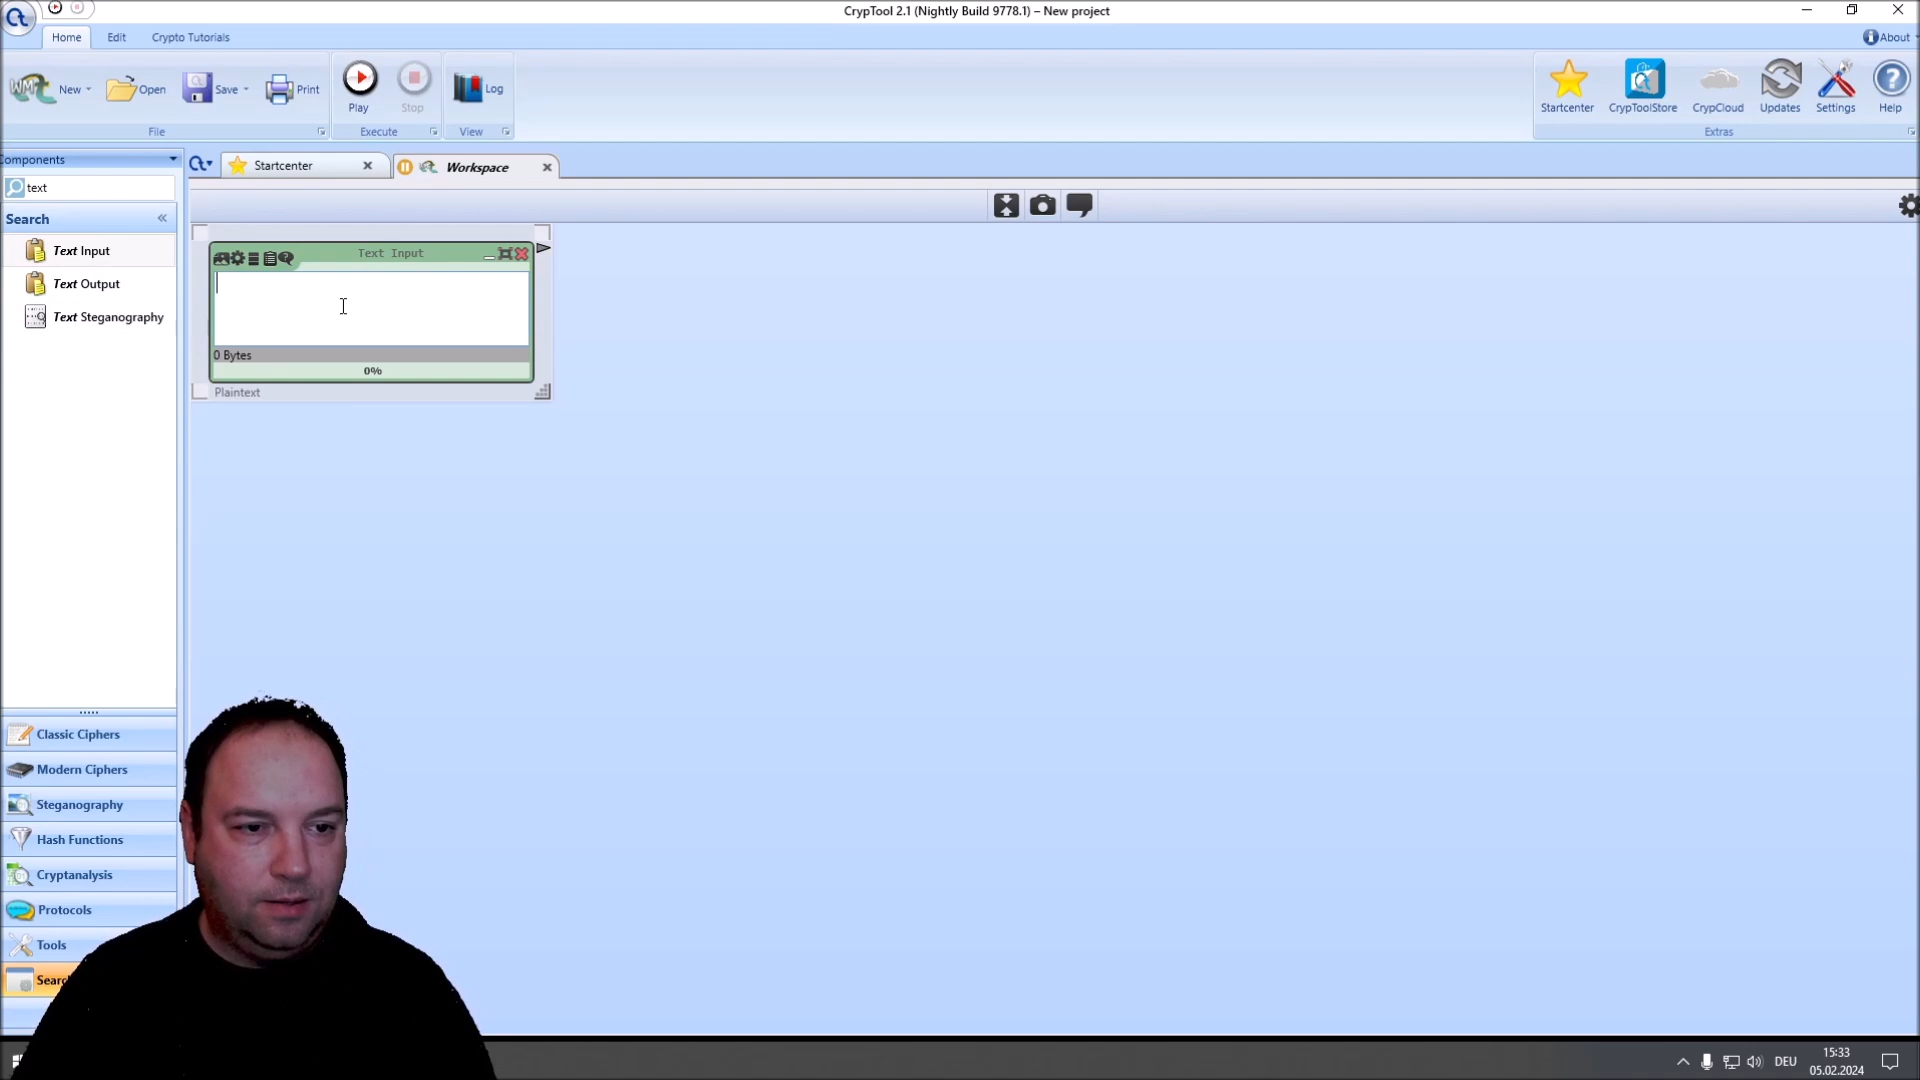 CrypTool 2.1 (Nightly Build 9778.1) – New project
Home Edit Crypto Tutorials About
New Open Save Print Play Stop Log Startcenter CrypToolStore CrypCloud Updates Settings Help
File Execute View Extras
Components Startcenter Workspace
text
Search
Text Input
Text Output
Text Steganography
Text Input
0 Bytes
0%
Plaintext
Classic Ciphers
Modern Ciphers
Steganography
Hash Functions
Cryptanalysis
Protocols
Tools
DEU 15:33
05.02.2024